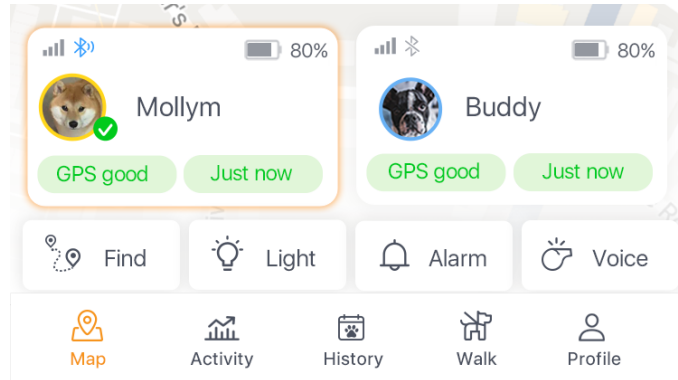 's
80%
80%
Mollym
Buddy
GPS good
Just now
GPS good
Just now
Find
Light
Alarm
Voice
Map
Activity
History
Walk
Profile